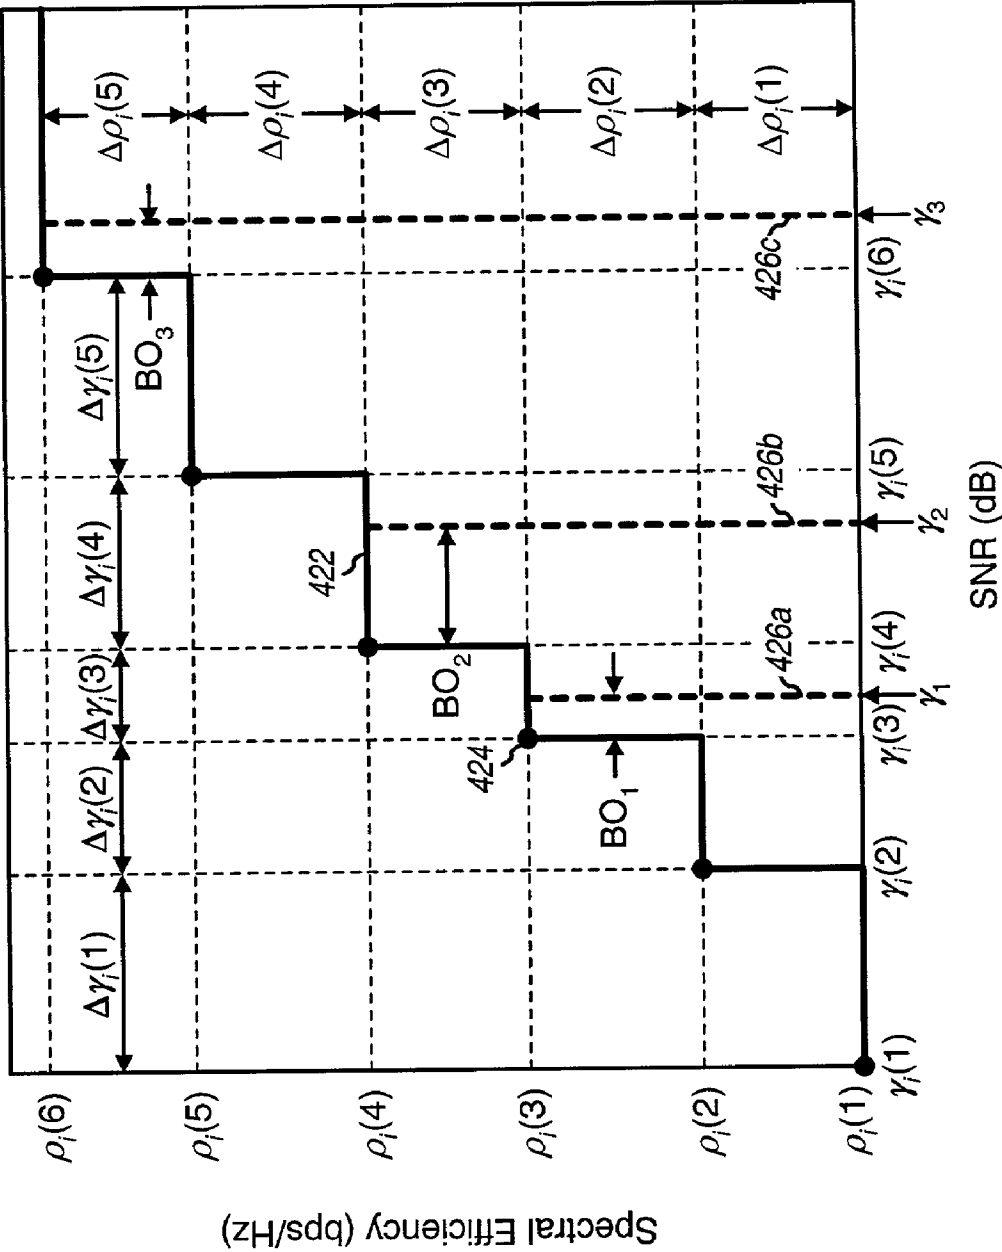 Spectral Efficiency (bps/Hz)
ρi(6)
ρi(5)
ρi(4)
ρi(3)
ρi(2)
ρi(1)
Δγi(1)
Δγi(2)
Δγi(3)
Δγi(4)
Δγi(5)
Δρi(5)
Δρi(4)
Δρi(3)
Δρi(2)
Δρi(1)
BO3
422
BO2
424
BO1
426a
426b
426c
γi(1)
γi(2)
γi(3)
γ1
γi(4)
γ2
γi(5)
γi(6)
γ3
SNR (dB)